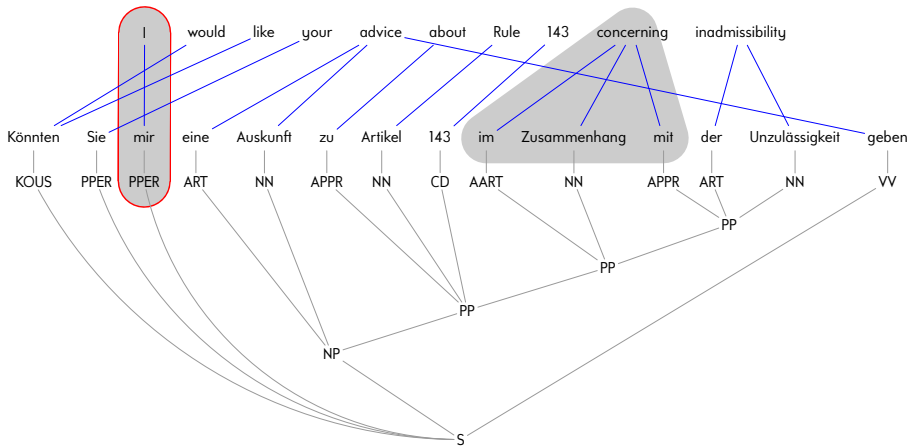 I would like your advice about Rule 143 concerning inadmissibility
Könnten Sie mir eine Auskunft zu Artikel 143 im Zusammenhang mit der Unzulässigkeit geben
KOUS PPER PPER ART NN APPR NN CD AART NN APPR ART NN VV
PP
PP
PP
NP
S